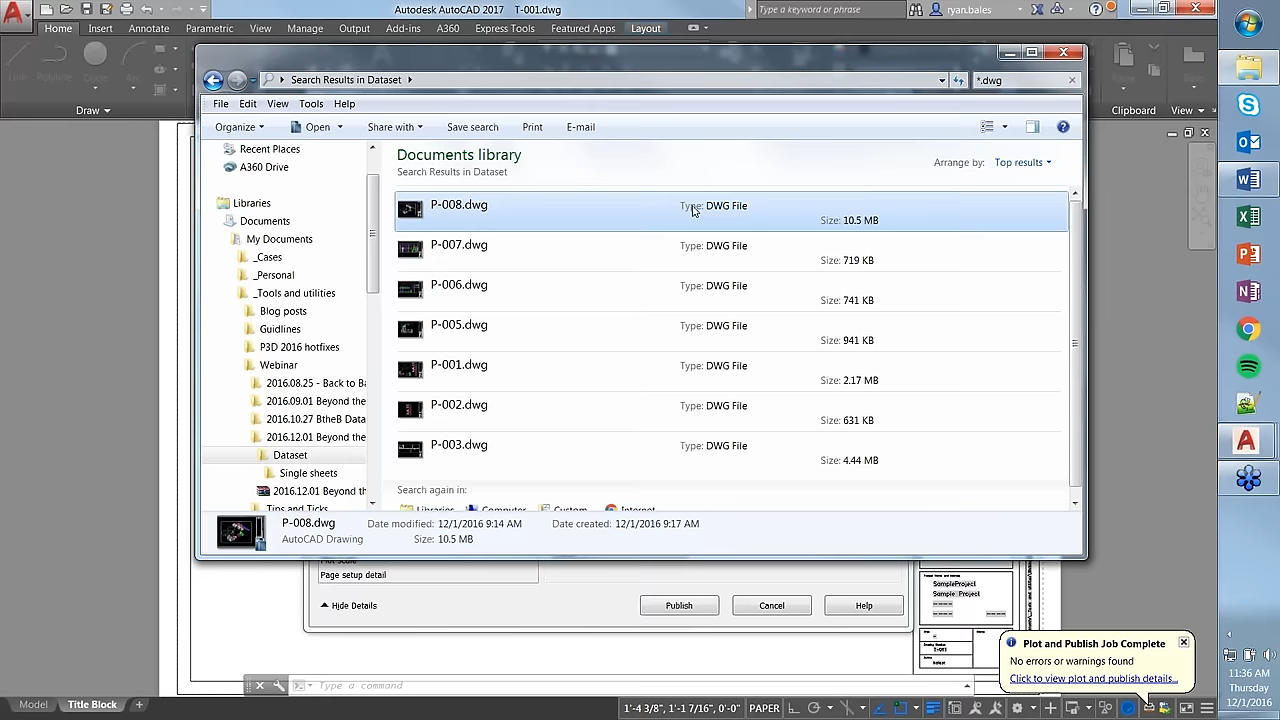 Autodesk AutoCAD 2017 T-001.dwg
Type a keyword or phrase
ryan.bales
Home Insert Annotate Parametric View Manage Output Add-ins A360 Express Tools Featured Apps Layout
Line Polyline Circle Arc
Draw
Clipboard View
Search Results in Dataset
*.dwg
File Edit View Tools Help
Organize Open Share with Save search Print E-mail
Recent Places
A360 Drive
Libraries
Documents
My Documents
_Cases
_Personal
_Tools and utilities
Blog posts
Guidlines
P3D 2016 hotfixes
Webinar
2016.08.25 - Back to Ba
2016.09.01 Beyond the
2016.10.27 BtheB Data
2016.12.01 Beyond the
Dataset
Single sheets
2016.12.01 Beyond th
Tips and Ticks
Documents library
Search Results in Dataset
Arrange by: Top results
P-008.dwg Type: DWG File
Size: 10.5 MB
P-007.dwg Type: DWG File
Size: 719 KB
P-006.dwg Type: DWG File
Size: 741 KB
P-005.dwg Type: DWG File
Size: 941 KB
P-001.dwg Type: DWG File
Size: 2.17 MB
P-002.dwg Type: DWG File
Size: 631 KB
P-003.dwg Type: DWG File
Size: 4.44 MB
Search again in:
Libraries Computer Custom Internet
P-008.dwg Date modified: 12/1/2016 9:14 AM Date created: 12/1/2016 9:17 AM
AutoCAD Drawing Size: 10.5 MB
Plot scale
Page setup detail
Hide Details
Publish Cancel Help
SampleProject
Sample Project
T-001
Plot and Publish Job Complete
No errors or warnings found
Click to view plot and publish details...
Type a command
Model Title Block
1'-4 3/8", 1'-1 7/16", 0'-0" PAPER
11:36 AM
Thursday
12/1/2016